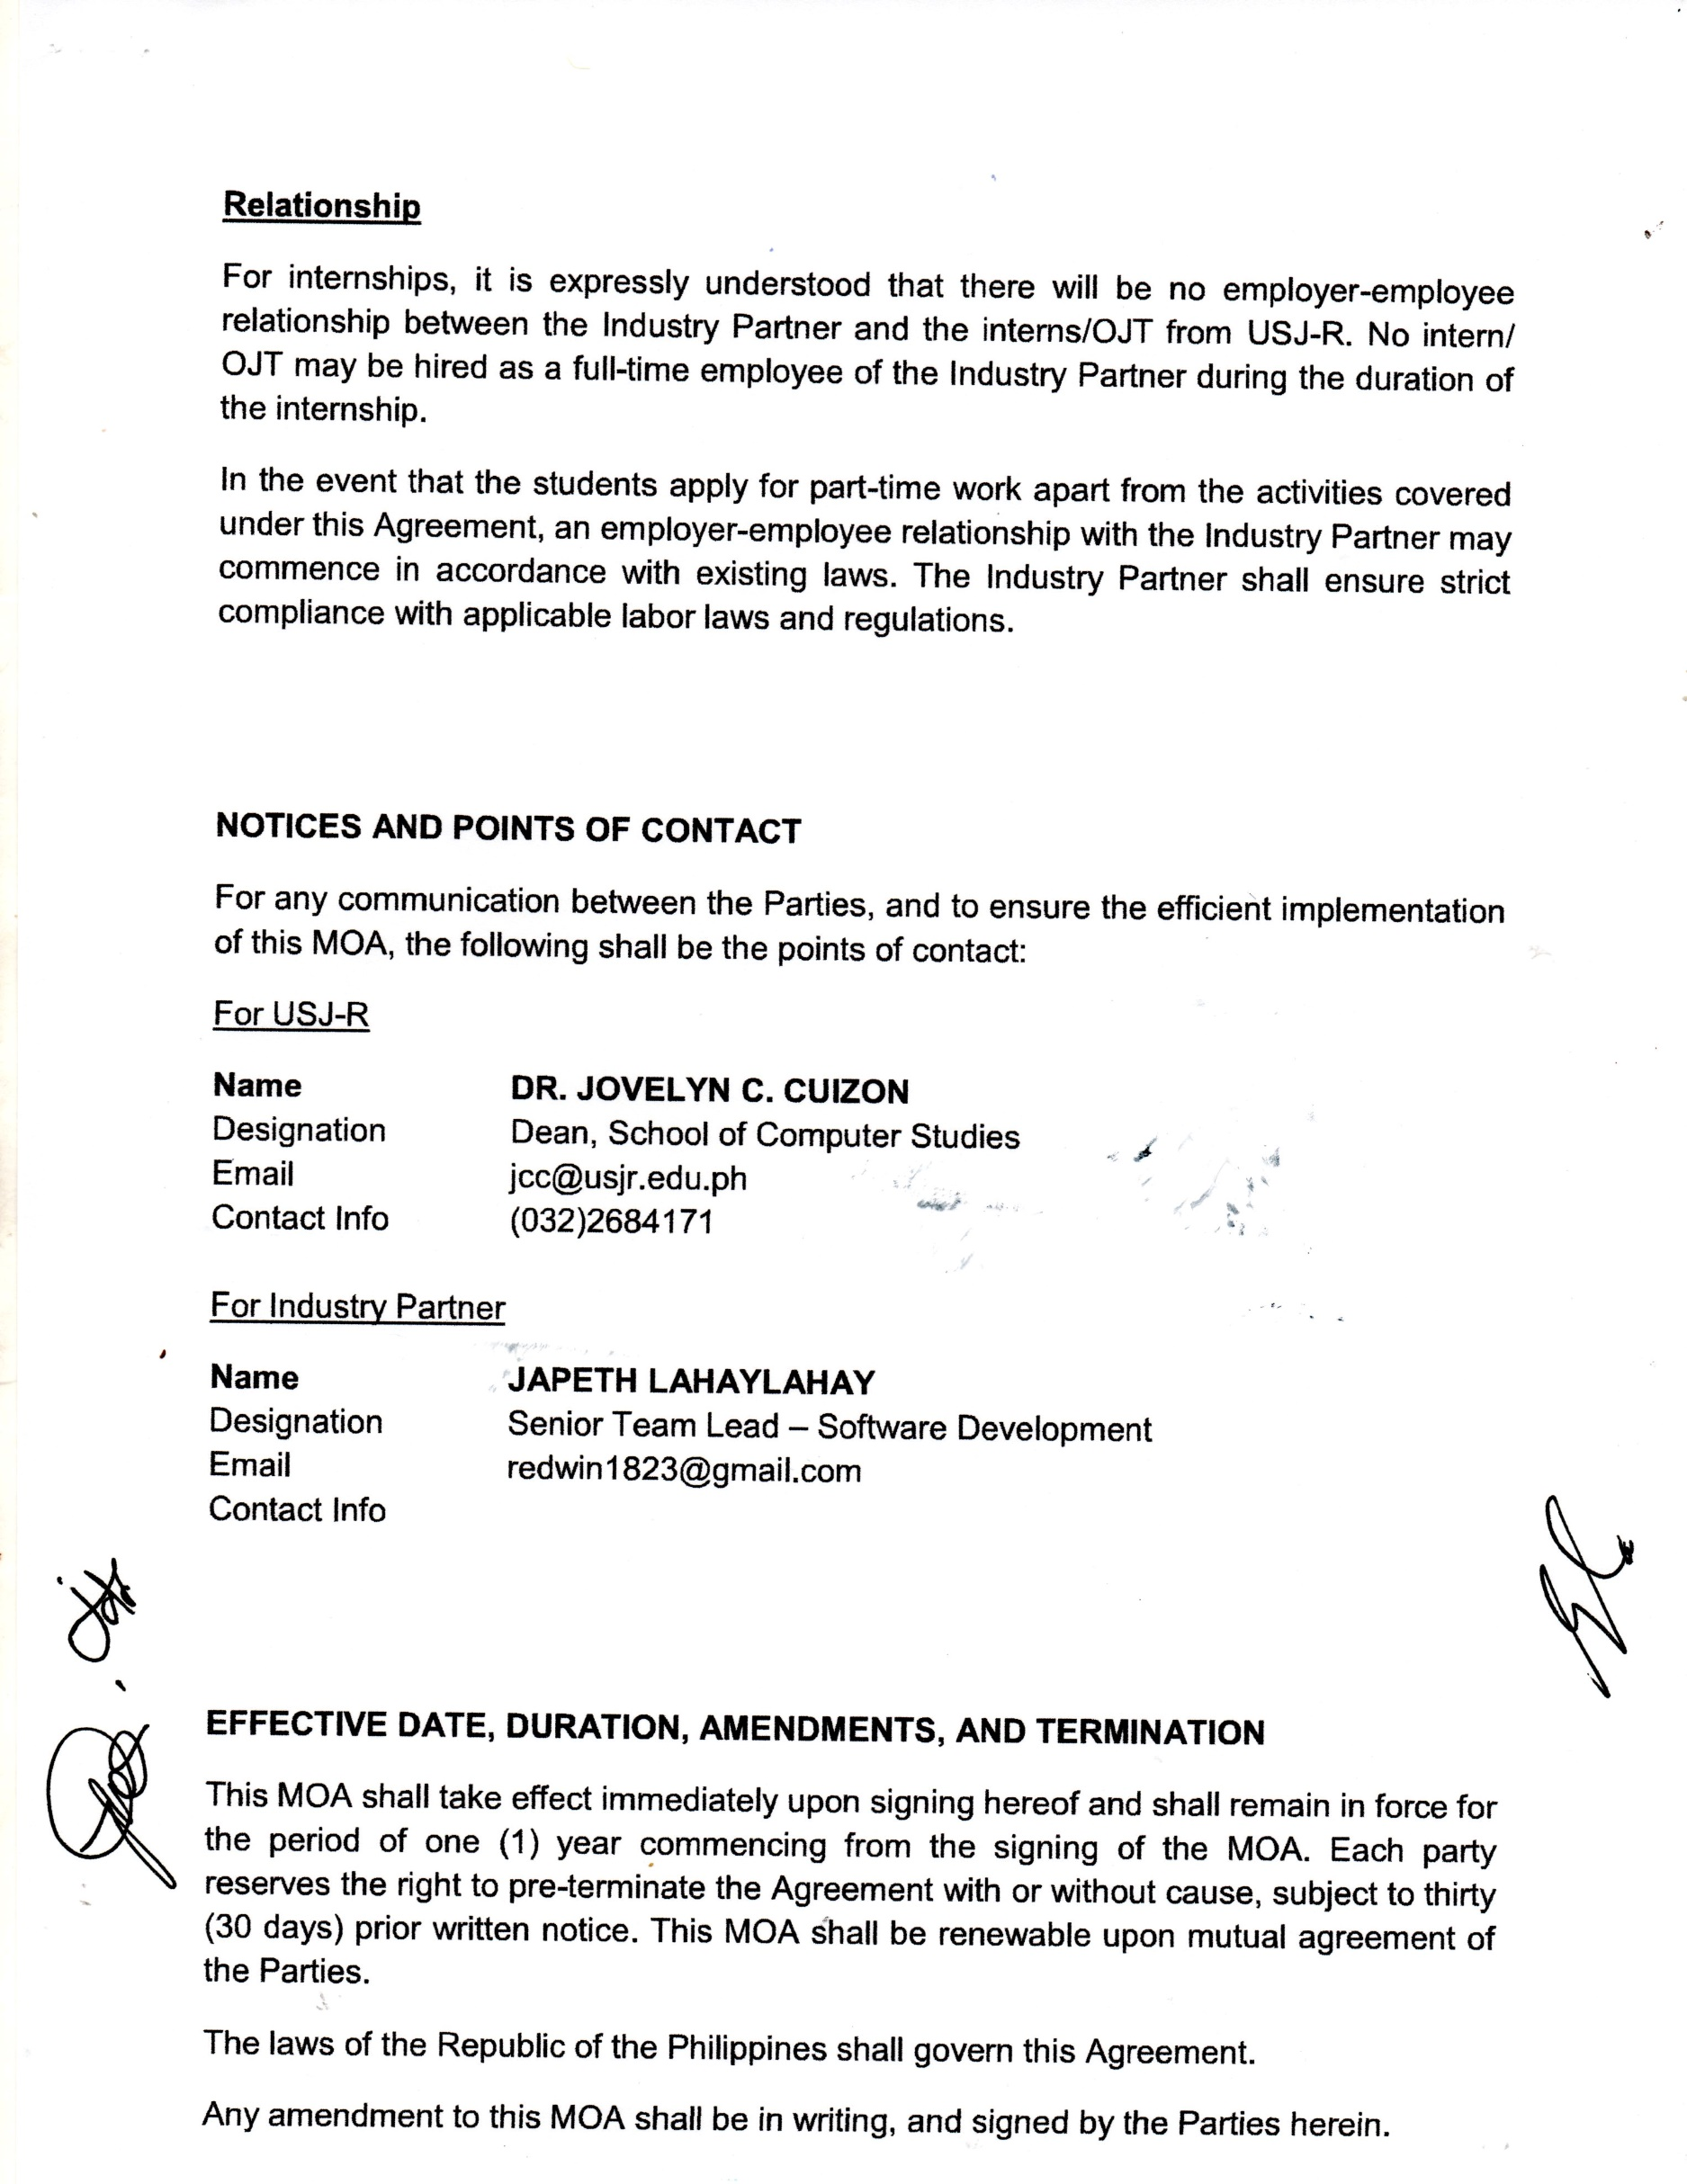 Relationship
For internships, it is expressly understood that there will be no employer-employee
relationship between the Industry Partner and the interns/OJT from USJ-R. No intern/
OJT may be hired as a full-time employee of the Industry Partner during the duration of
the internship.
In the event that the students apply for part-time work apart from the activities covered
under this Agreement, an employer-employee relationship with the Industry Partner may
commence in accordance with existing laws. The Industry Partner shall ensure strict
compliance with applicable labor laws and regulations.
NOTICES AND POINTS OF CONTACT
For any communication between the Parties, and to ensure the efficient implementation
of this MOA, the following shall be the points of contact:
For USJ-R
Name DR. JOVELYN C. CUIZON
Designation Dean, School of Computer Studies
Email jcc@usjr.edu.ph
Contact Info (032)2684171
For Industry Partner
Name JAPETH LAHAYLAHAY
Designation Senior Team Lead – Software Development
Email redwin1823@gmail.com
Contact Info
EFFECTIVE DATE, DURATION, AMENDMENTS, AND TERMINATION
This MOA shall take effect immediately upon signing hereof and shall remain in force for
the period of one (1) year commencing from the signing of the MOA. Each party
reserves the right to pre-terminate the Agreement with or without cause, subject to thirty
(30 days) prior written notice. This MOA shall be renewable upon mutual agreement of
the Parties.
The laws of the Republic of the Philippines shall govern this Agreement.
Any amendment to this MOA shall be in writing, and signed by the Parties herein.